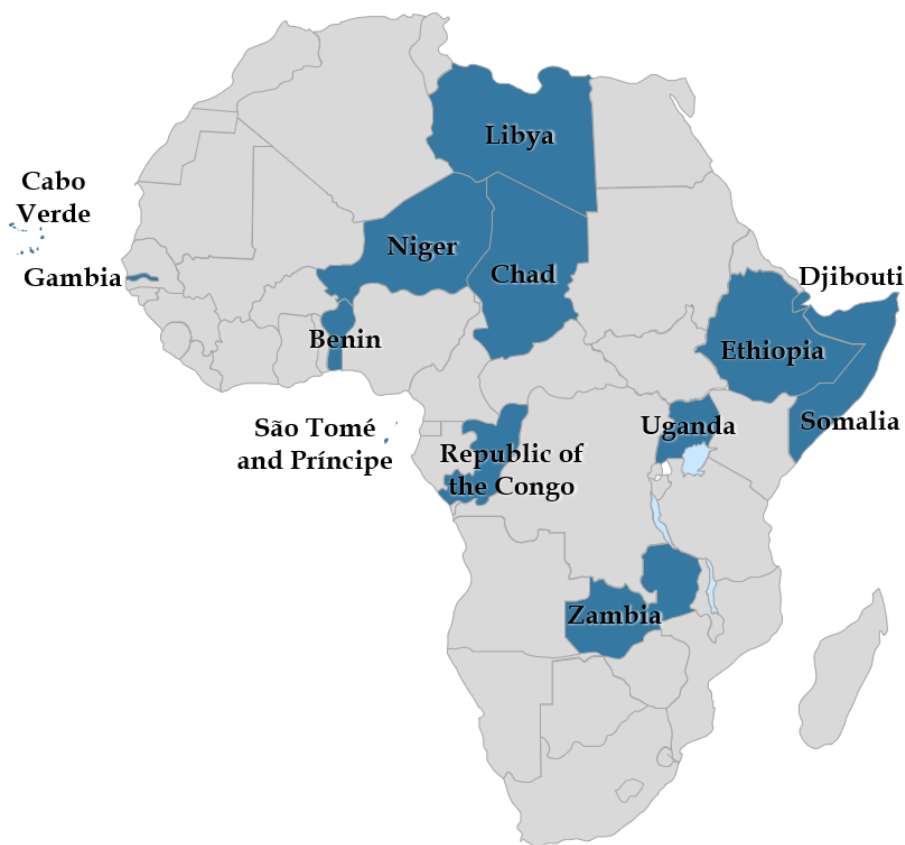 Libya
Cabo
Verde
Niger
Gambia
Chad
Djibouti
Benin
Ethiopia
São Tomé
and Príncipe
Uganda
Somalia
Republic of
the Congo
Zambia